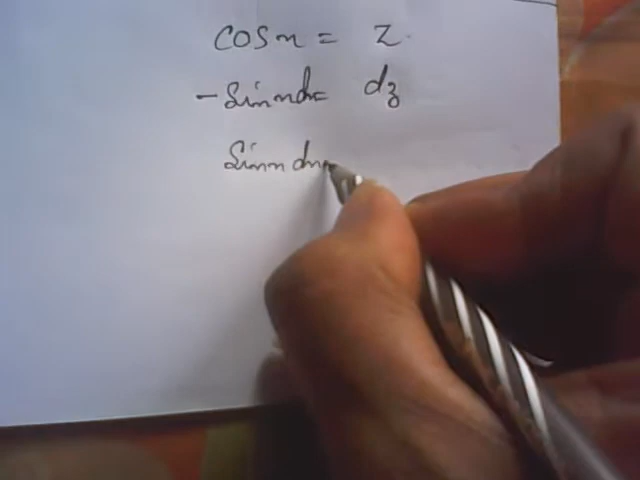 cos x = z.
- Sin x dx = dz
Sin x dx